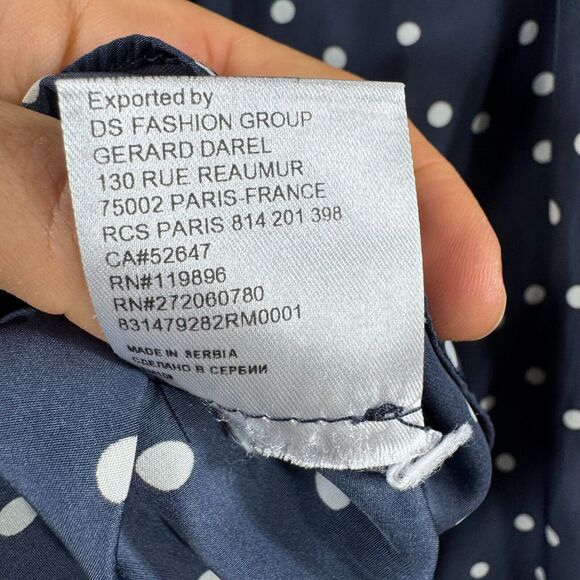 Exported by
DS FASHION GROUP
GERARD DAREL
130 RUE REAUMUR
75002 PARIS-FRANCE
RCS PARIS 814 201 398
CA#52647
RN#119896
RN#272060780
831479282RM0001
MADE IN SERBIA
СДЕЛАНО В СЕРБИИ